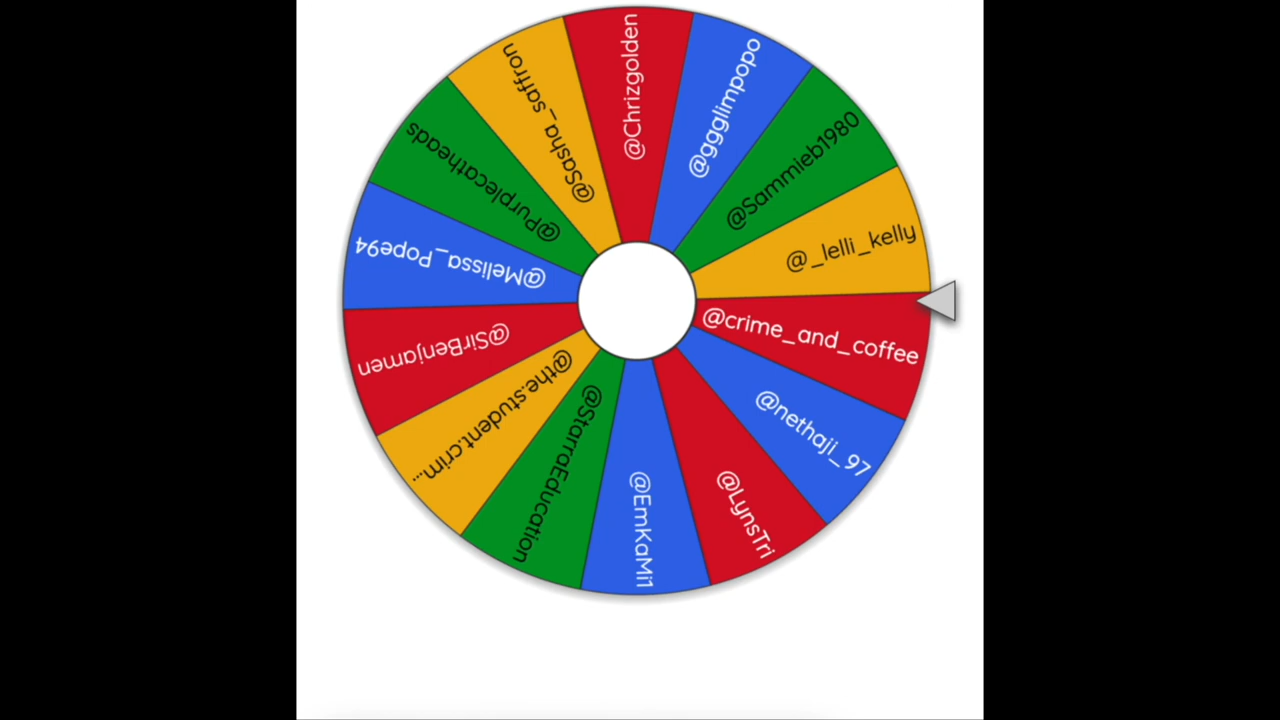 @Chrizgolden
@ggglimpopo
@Sammieb1980
@_lelli_kelly
@crime_and_coffee
@nethaji_97
@LynsTri
@EmKaMi1
@StarraEducation
@the.student.crim...
@SirBenjamen
@Melissa_Pope94
@Purplecatheads
@Sasha_saffron